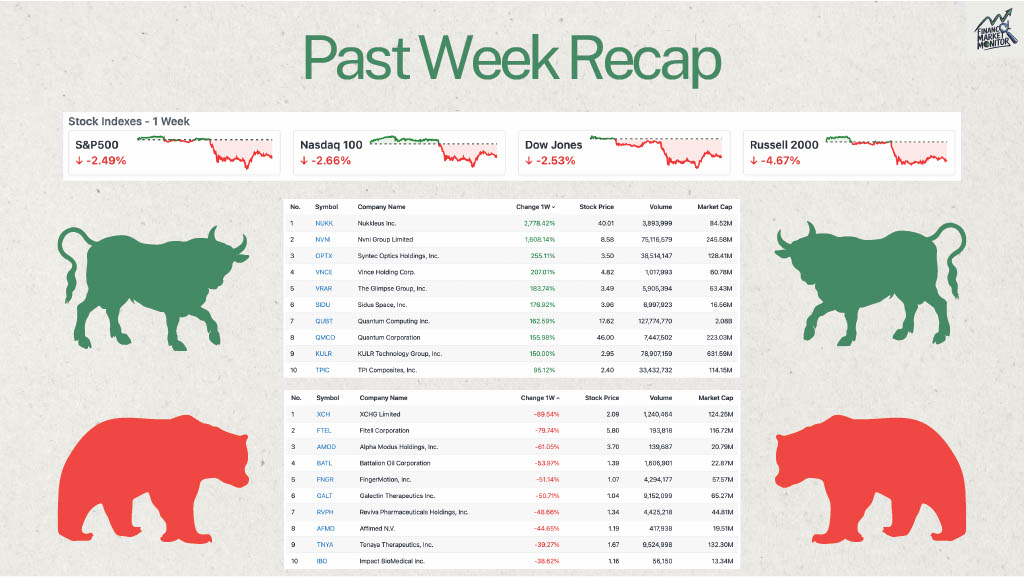 FINANCIAL
MARKET
MONITOR
Past Week Recap
Stock Indexes - 1 Week
S&P500
↓ -2.49%
Nasdaq 100
↓ -2.66%
Dow Jones
↓ -2.53%
Russell 2000
↓ -4.67%
No. Symbol Company Name Change 1W Stock Price Volume Market Cap
1 NUKK Nukkleus Inc. 2,778.42% 40.01 3,893,999 84.52M
2 NVNI Nvni Group Limited 1,608.14% 8.58 75,116,579 245.68M
3 OPTX Syntec Optics Holdings, Inc. 255.11% 3.50 38,514,147 128.41M
4 VNCE Vince Holding Corp. 207.01% 4.82 1,017,993 60.78M
5 VRAR The Glimpse Group, Inc. 183.74% 3.49 5,905,394 63.43M
6 SIDU Sidus Space, Inc. 176.92% 3.96 6,997,923 16.56M
7 QUBT Quantum Computing Inc. 162.59% 17.62 127,774,770 2.08B
8 QMCO Quantum Corporation 155.98% 46.00 7,447,502 223.03M
9 KULR KULR Technology Group, Inc. 150.00% 2.95 78,907,159 631.59M
10 TPIC TPI Composites, Inc. 95.12% 2.40 33,432,732 114.15M
No. Symbol Company Name Change 1W Stock Price Volume Market Cap
1 XCH XCHG Limited -89.54% 2.09 1,240,464 124.25M
2 FTEL Fitell Corporation -79.74% 5.80 193,818 116.72M
3 AMOD Alpha Modus Holdings, Inc. -61.05% 3.70 139,687 20.79M
4 BATL Battalion Oil Corporation -53.97% 1.39 1,606,901 22.87M
5 FNGR FingerMotion, Inc. -51.14% 1.07 4,294,177 57.57M
6 GALT Galectin Therapeutics Inc. -50.71% 1.04 9,152,099 65.27M
7 RVPH Reviva Pharmaceuticals Holdings, Inc. -48.66% 1.34 4,425,218 44.81M
8 AFMD Affimed N.V. -44.65% 1.19 417,938 19.51M
9 TNYA Tenaya Therapeutics, Inc. -39.27% 1.67 9,524,998 132.30M
10 IBO Impact BioMedical Inc. -38.62% 1.16 56,150 13.34M